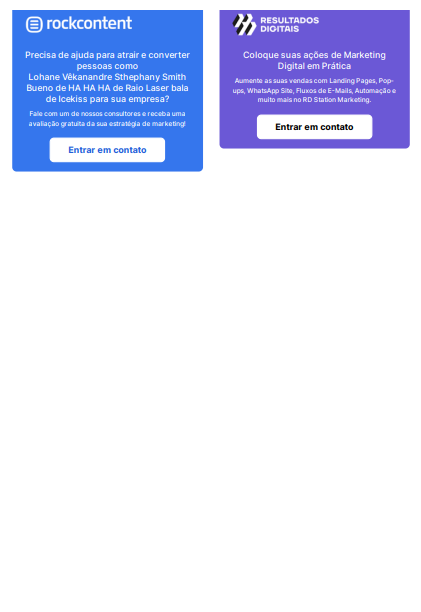 rockcontent
Precisa de ajuda para atrair e converter
pessoas como
Lohane Vêkanandre Sthephany Smith
Bueno de HA HA HA de Raio Laser bala
de Icekiss para sua empresa?
Fale com um de nossos consultores e receba uma
avaliação gratuita da sua estratégia de marketing!
Entrar em contato
RESULTADOS
DIGITAIS
Coloque suas ações de Marketing
Digital em Prática
Aumente as suas vendas com Landing Pages, Pop-
ups, WhatsApp Site, Fluxos de E-Mails, Automação e
muito mais no RD Station Marketing.
Entrar em contato